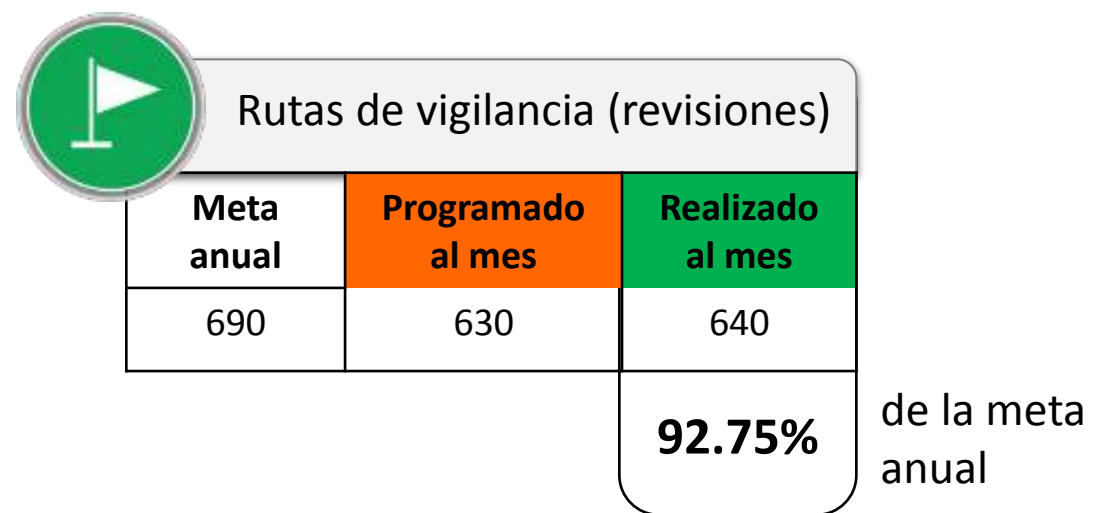 Rutas de vigilancia (revisiones)
Meta anual
Programado al mes
Realizado al mes
690
630
640
92.75%
de la meta
anual